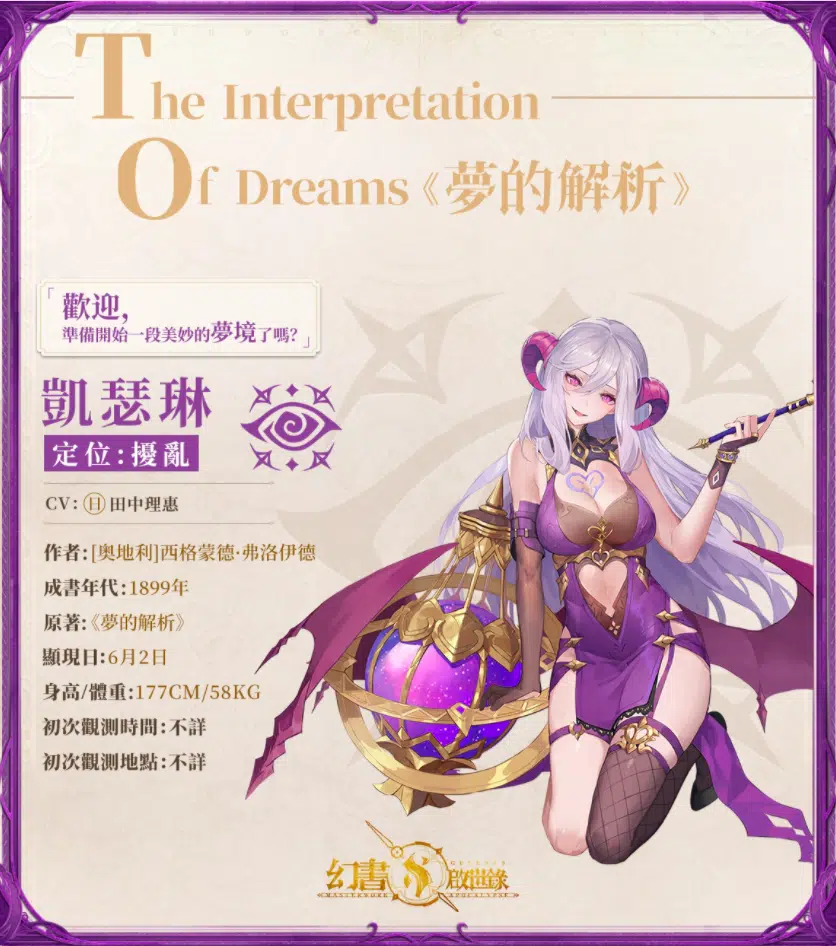 The Interpretation
Of Dreams《夢的解析》
「歡迎,
準備開始一段美妙的夢境了嗎?」
凱瑟琳
定位:擾亂
CV:日田中理惠
作者:[奧地利]西格蒙德·弗洛伊德
成書年代:1899年
原著:《夢的解析》
顯現日:6月2日
身高/體重:177CM/58KG
初次觀測時間:不詳
初次觀測地點:不詳
幻書啟世錄